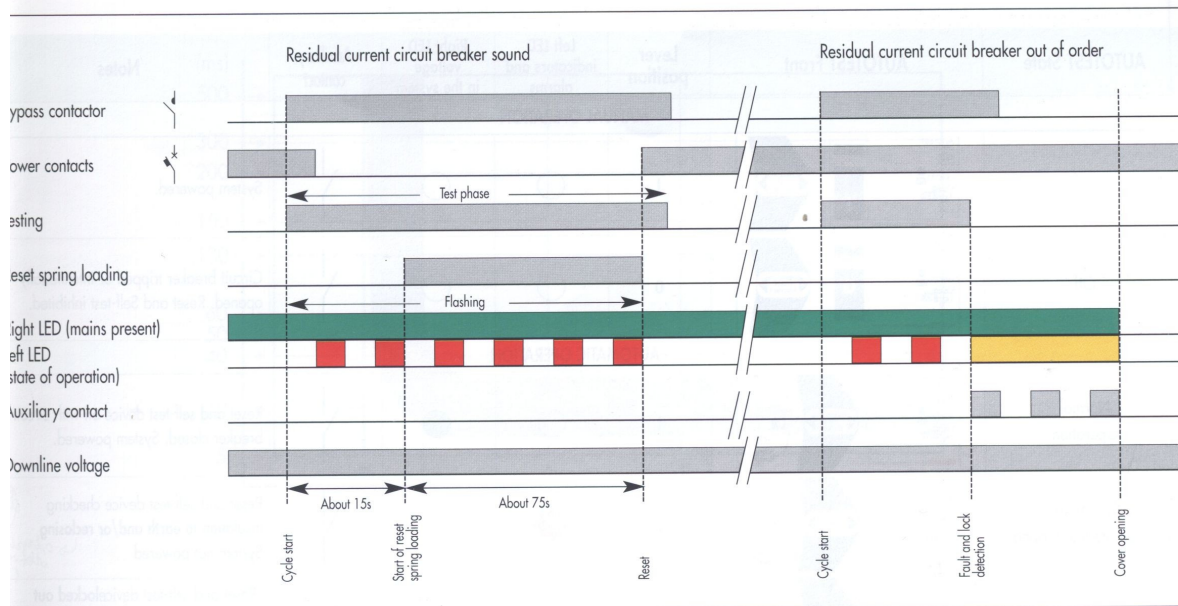 Residual current circuit breaker sound
Residual current circuit breaker out of order
ypass contactor
ower contacts
Test phase
esting
eset spring loading
Flashing
ight LED (mains present)
eft LED
state of operation)
Auxiliary contact
Downline voltage
About 15s
About 75s
Cycle start
Start of reset
spring loading
Reset
Cycle start
Fault and lock
detection
Cover opening